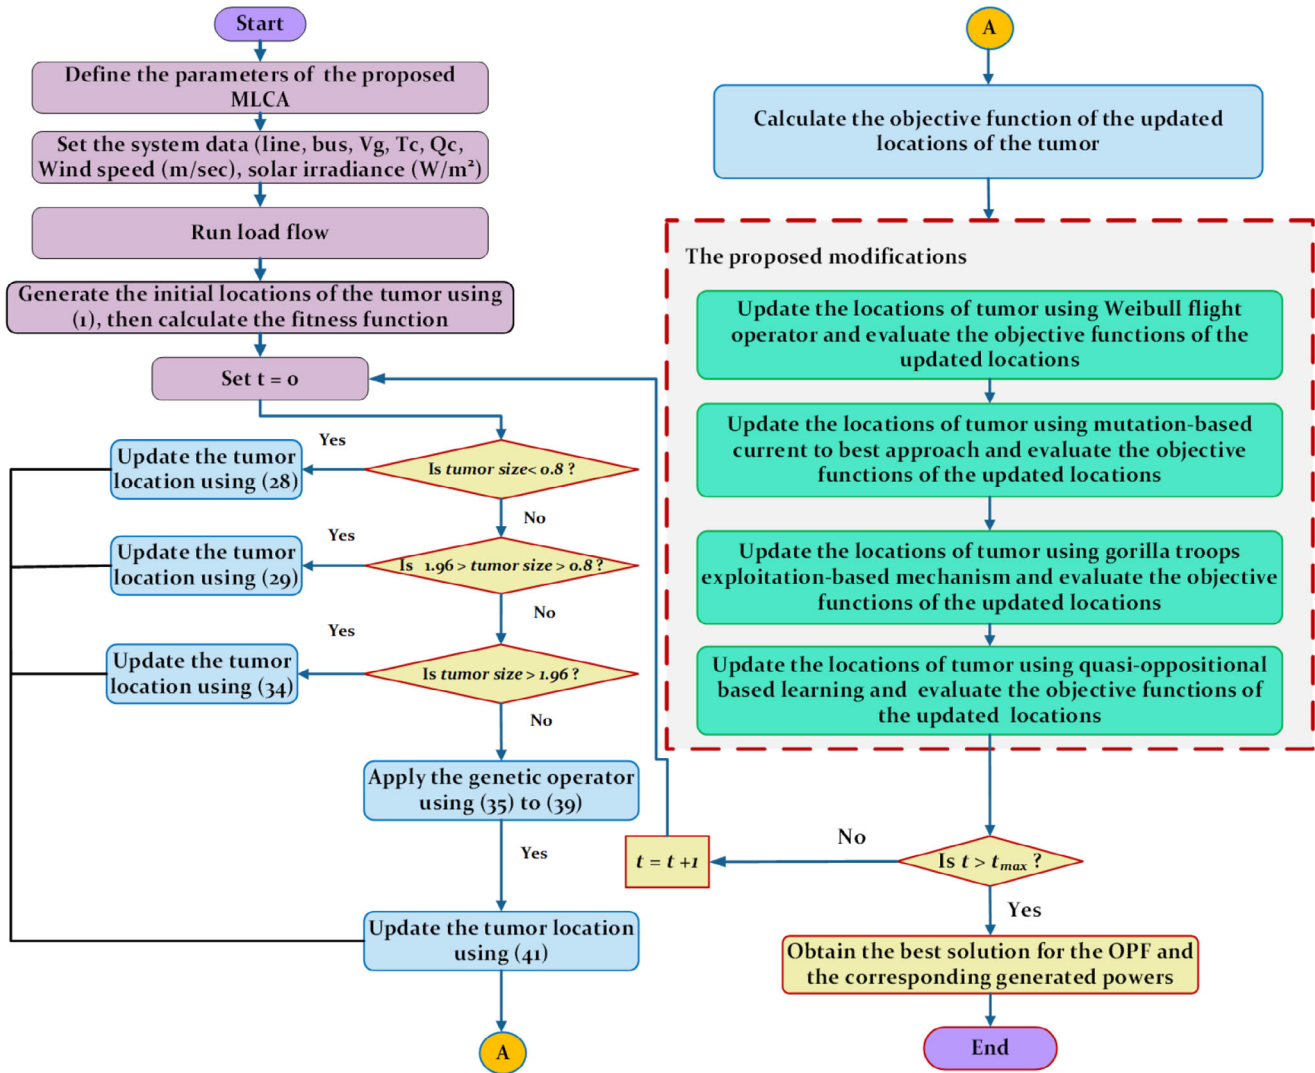 Start
Define the parameters of the proposed
MLCA
Set the system data (line, bus, Vg, Tc, Qc,
Wind speed (m/sec), solar irradiance (W/m²)
Run load flow
Generate the initial locations of the tumor using
(1), then calculate the fitness function
Set t = 0
Is tumor size< 0.8 ?
Yes
Update the tumor
location using (28)
No
Is 1.96 > tumor size > 0.8 ?
Yes
Update the tumor
location using (29)
No
Is tumor size > 1.96 ?
Yes
Update the tumor
location using (34)
No
Apply the genetic operator
using (35) to (39)
Yes
Update the tumor location
using (41)
A
A
Calculate the objective function of the updated
locations of the tumor
The proposed modifications
Update the locations of tumor using Weibull flight
operator and evaluate the objective functions of the
updated locations
Update the locations of tumor using mutation-based
current to best approach and evaluate the objective
functions of the updated locations
Update the locations of tumor using gorilla troops
exploitation-based mechanism and evaluate the objective
functions of the updated locations
Update the locations of tumor using quasi-oppositional
based learning and evaluate the objective functions of
the updated locations
Is t > tmax ?
No
t = t +1
Yes
Obtain the best solution for the OPF and
the corresponding generated powers
End